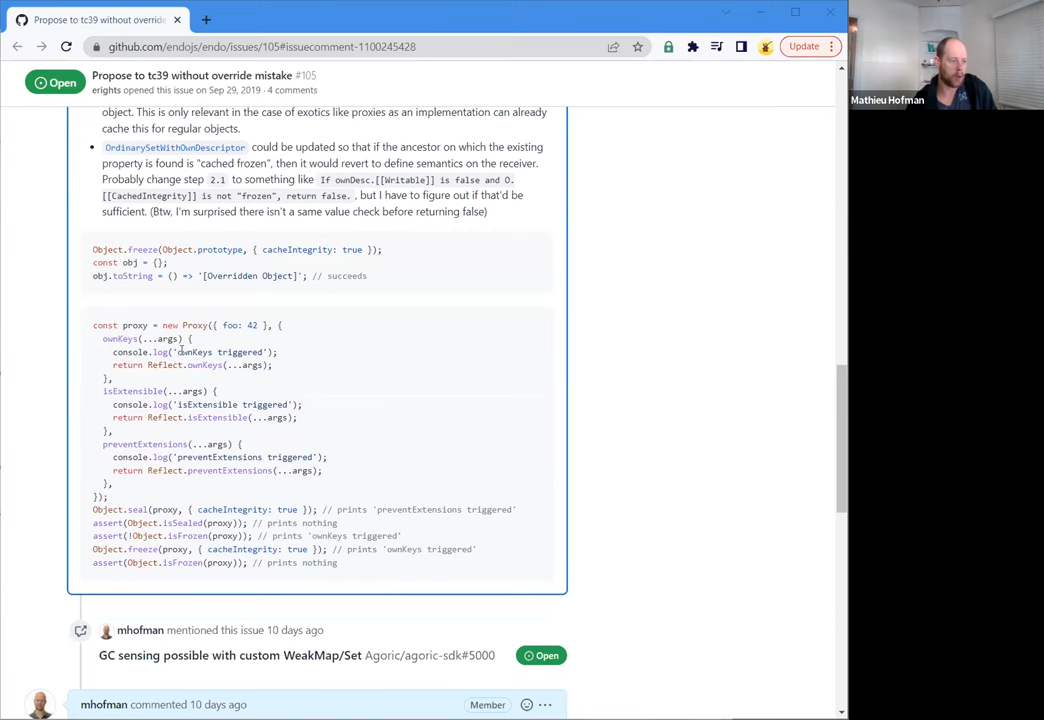 Propose to tc39 without override
github.com/endojs/endo/issues/105#issuecomment-1100245428
Update
Open
Propose to tc39 without override mistake #105
erights opened this issue on Sep 29, 2019 · 4 comments
Mathieu Hofman
object. This is only relevant in the case of exotics like proxies as an implementation can already
cache this for regular objects.
• OrdinarySetWithOwnDescriptor could be updated so that if the ancestor on which the existing
property is found is "cached frozen", then it would revert to define semantics on the receiver.
Probably change step 2.1 to something like If ownDesc.[[Writable]] is false and O.
[[CachedIntegrity]] is not "frozen", return false. , but I have to figure out if that'd be
sufficient. (Btw, I'm surprised there isn't a same value check before returning false)
Object.freeze(Object.prototype, { cacheIntegrity: true });
const obj = {};
obj.toString = () => '[Overridden Object]'; // succeeds
const proxy = new Proxy({ foo: 42 }, {
ownKeys(...args) {
console.log('ownKeys triggered');
return Reflect.ownKeys(...args);
},
isExtensible(...args) {
console.log('isExtensible triggered');
return Reflect.isExtensible(...args);
},
preventExtensions(...args) {
console.log('preventExtensions triggered');
return Reflect.preventExtensions(...args);
},
});
Object.seal(proxy, { cacheIntegrity: true }); // prints 'preventExtensions triggered'
assert(Object.isSealed(proxy)); // prints nothing
assert(!Object.isFrozen(proxy)); // prints 'ownKeys triggered'
Object.freeze(proxy, { cacheIntegrity: true }); // prints 'ownKeys triggered'
assert(Object.isFrozen(proxy)); // prints nothing
mhofman mentioned this issue 10 days ago
GC sensing possible with custom WeakMap/Set Agoric/agoric-sdk#5000
Open
mhofman commented 10 days ago
Member